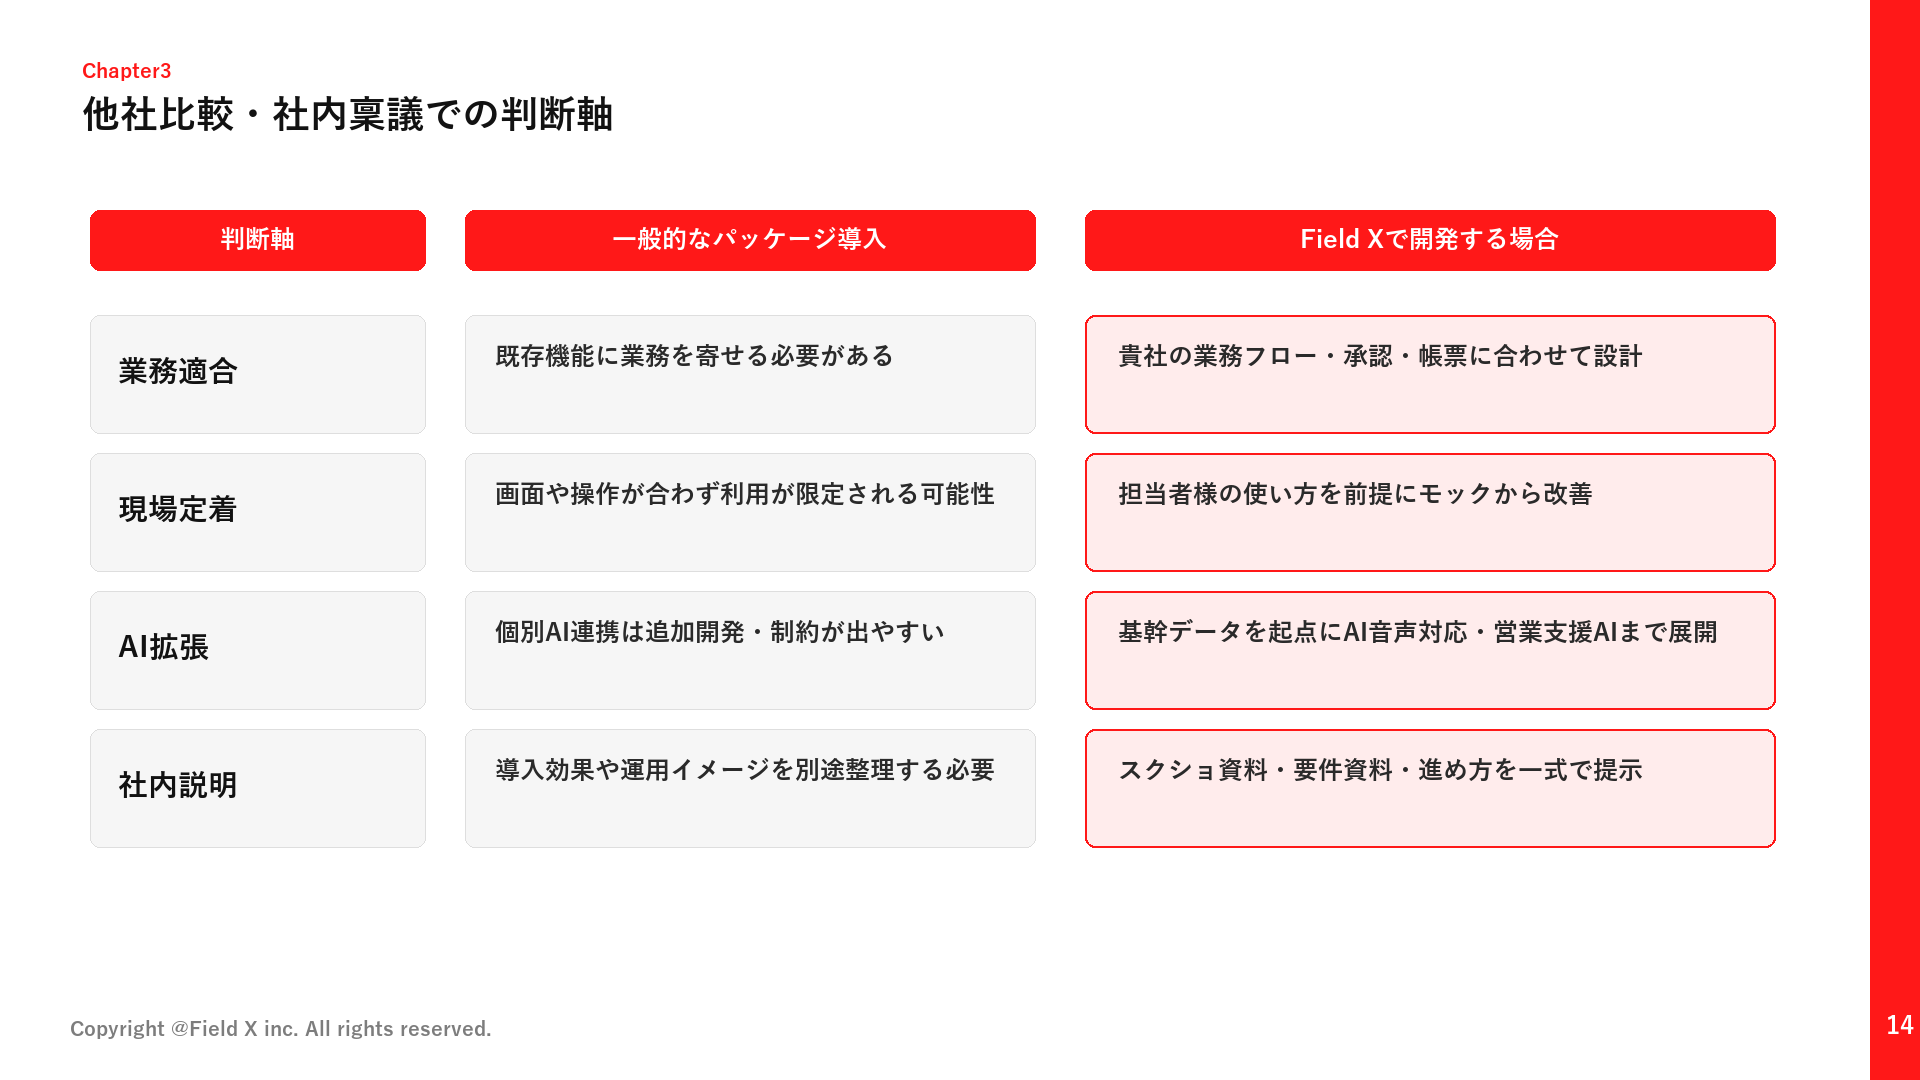 Chapter3
他社比較・社内稟議での判断軸
判断軸
一般的なパッケージ導入
Field Xで開発する場合
業務適合
既存機能に業務を寄せる必要がある
貴社の業務フロー・承認・帳票に合わせて設計
現場定着
画面や操作が合わず利用が限定される可能性
担当者様の使い方を前提にモックから改善
AI拡張
個別AI連携は追加開発・制約が出やすい
基幹データを起点にAI音声対応・営業支援AIまで展開
社内説明
導入効果や運用イメージを別途整理する必要
スクショ資料・要件資料・進め方を一式で提示
Copyright @Field X inc. All rights reserved.
14